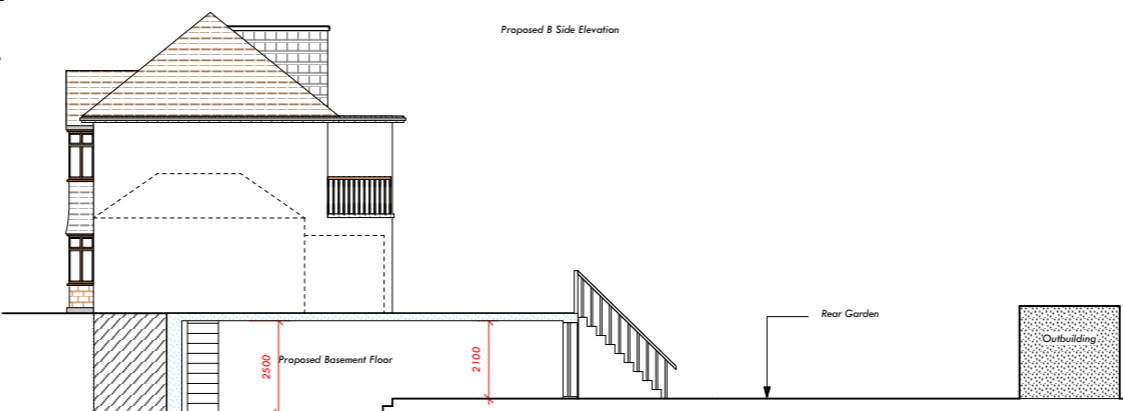 Proposed B Side Elevation
Rear Garden
Outbuilding
Proposed Basement Floor
2500
2100